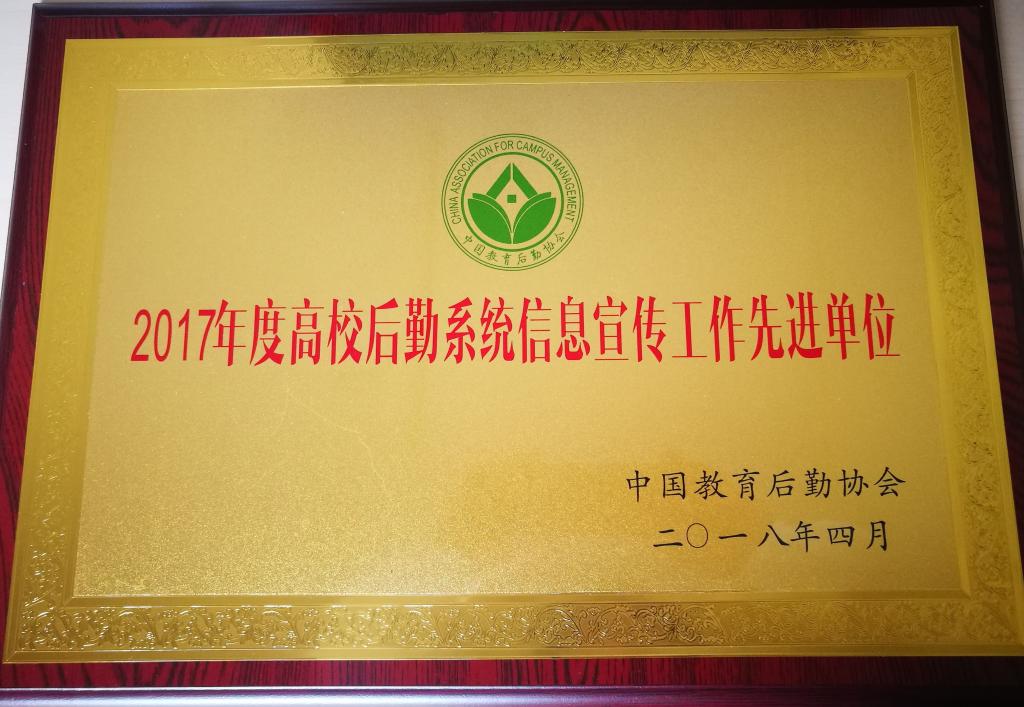 CHINA ASSOCIATION FOR CAMPUS MANAGEMENT
中国教育后勤协会
2017年度高校后勤系统信息宣传工作先进单位
中国教育后勤协会
二〇一八年四月